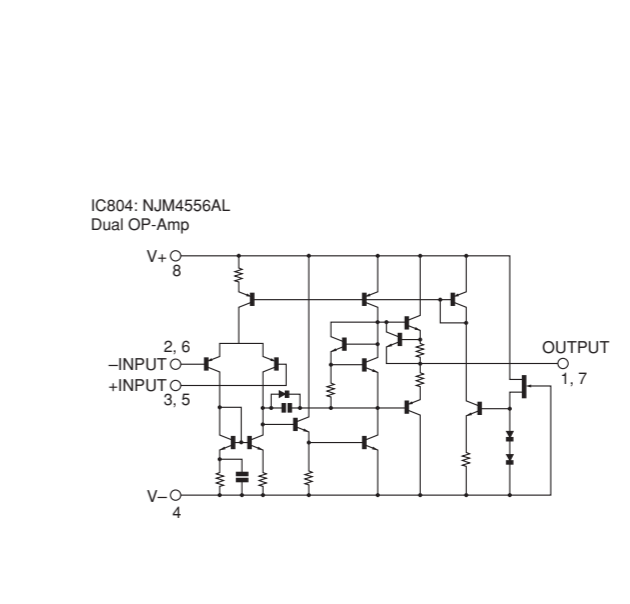 IC804: NJM4556AL
Dual OP-Amp
V+
8
2, 6
–INPUT
+INPUT
3, 5
OUTPUT
1, 7
V–
4